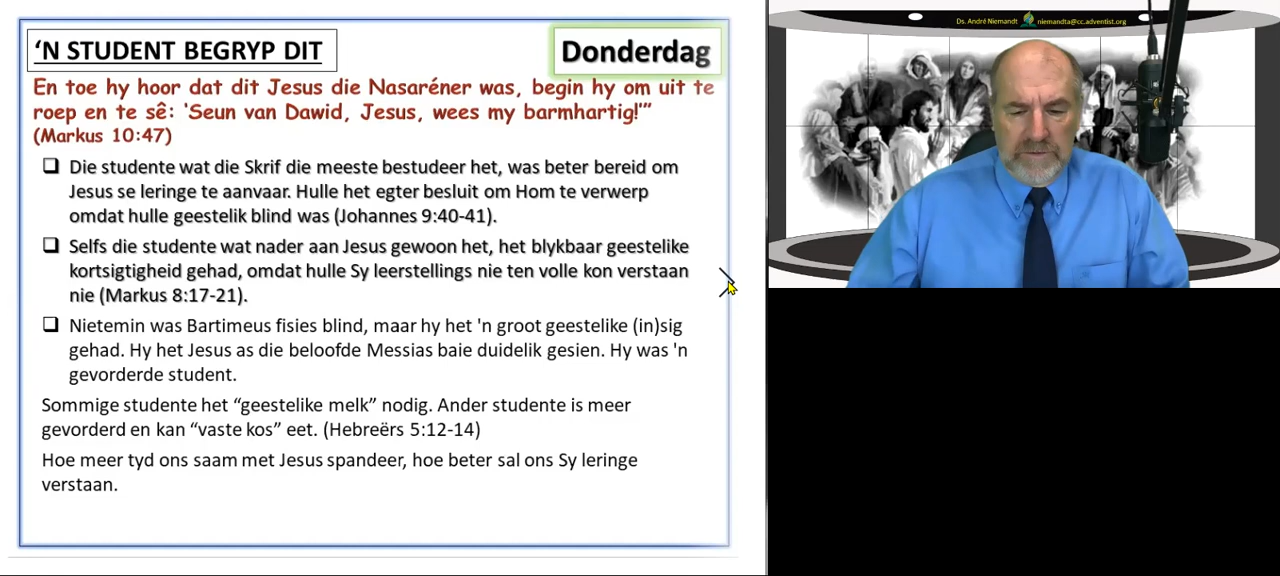 ‘N STUDENT BEGRYP DIT
Donderdag
En toe hy hoor dat dit Jesus die Nasaréner was, begin hy om uit te
roep en te sê: ‘Seun van Dawid, Jesus, wees my barmhartig!’”
(Markus 10:47)
Die studente wat die Skrif die meeste bestudeer het, was beter bereid om
Jesus se leringe te aanvaar. Hulle het egter besluit om Hom te verwerp
omdat hulle geestelik blind was (Johannes 9:40-41).
Selfs die studente wat nader aan Jesus gewoon het, het blykbaar geestelike
kortsigtigheid gehad, omdat hulle Sy leerstellings nie ten volle kon verstaan
nie (Markus 8:17-21).
Nietemin was Bartimeus fisies blind, maar hy het 'n groot geestelike (in)sig
gehad. Hy het Jesus as die beloofde Messias baie duidelik gesien. Hy was 'n
gevorderde student.
Sommige studente het “geestelike melk” nodig. Ander studente is meer
gevorderd en kan “vaste kos” eet. (Hebreërs 5:12-14)
Hoe meer tyd ons saam met Jesus spandeer, hoe beter sal ons Sy leringe
verstaan.
Ds. André Niemandt niemandta@cc.adventist.org